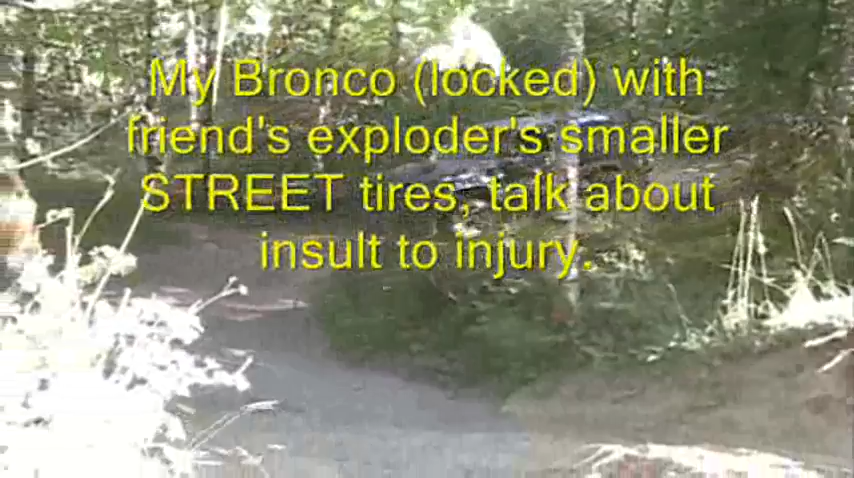 My Bronco (locked) with
friend's exploder's smaller
STREET tires, talk about
insult to injury.